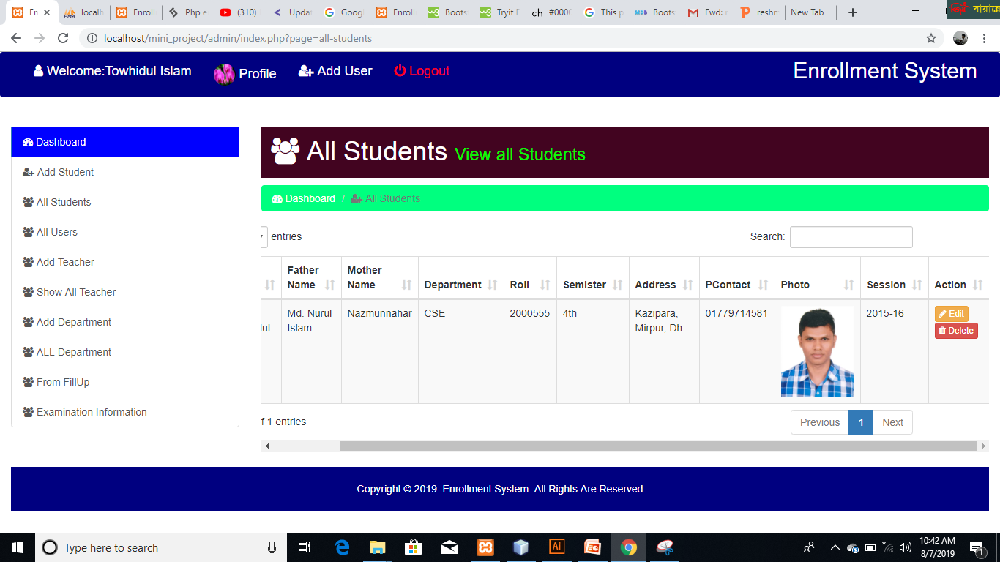 En
localh
Enroll
Php e
(310)
Updat
Goog
Enroll
Boots
Tryit E
ch #000
This p
Boots
Fwd: r
reshm
New Tab
localhost/mini_project/admin/index.php?page=all-students
Welcome:Towhidul Islam Profile Add User Logout Enrollment System
Dashboard
Add Student
All Students
All Users
Add Teacher
Show All Teacher
Add Department
ALL Department
From FillUp
Examination Information
All Students View all Students
Dashboard / All Students
entries Search:
Father Name Mother Name Department Roll Semister Address PContact Photo Session Action
ul Md. Nurul Islam Nazmunnahar CSE 2000555 4th Kazipara, Mirpur, Dh 01779714581 2015-16 Edit
Delete
f 1 entries Previous 1 Next
Copyright © 2019. Enrollment System. All Rights Are Reserved
Type here to search
10:42 AM
8/7/2019
1